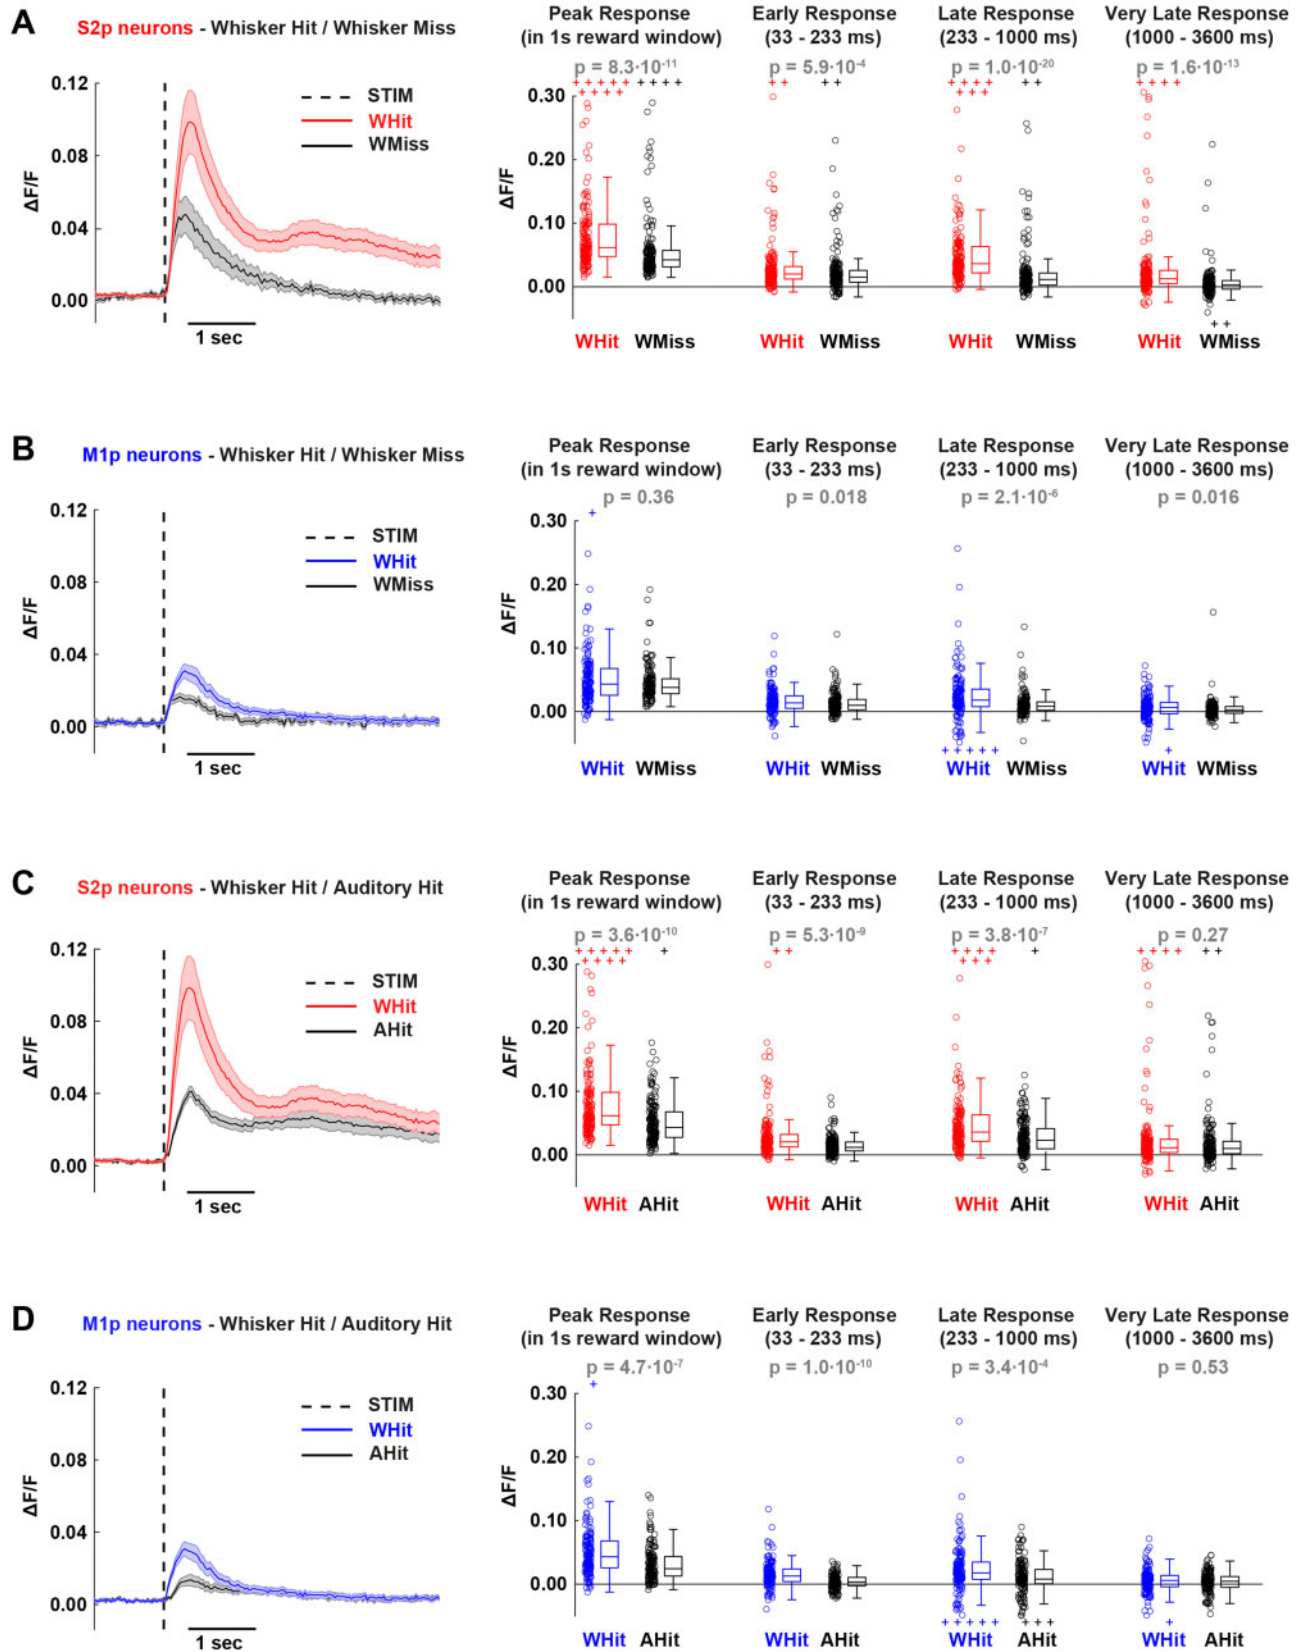 A
S2p neurons - Whisker Hit / Whisker Miss
0.12
0.08
0.04
0.00
ΔF/F
STIM
WHit
WMiss
1 sec
Peak Response
(in 1s reward window)
p = 8.3·10⁻¹¹
Early Response
(33 - 233 ms)
p = 5.9·10⁻⁴
Late Response
(233 - 1000 ms)
p = 1.0·10⁻²⁰
Very Late Response
(1000 - 3600 ms)
p = 1.6·10⁻¹³
0.30
0.20
0.10
0.00
ΔF/F
WHit WMiss
WHit WMiss
WHit WMiss
WHit WMiss
B
M1p neurons - Whisker Hit / Whisker Miss
0.12
0.08
0.04
0.00
ΔF/F
STIM
WHit
WMiss
1 sec
Peak Response
(in 1s reward window)
p = 0.36
Early Response
(33 - 233 ms)
p = 0.018
Late Response
(233 - 1000 ms)
p = 2.1·10⁻⁶
Very Late Response
(1000 - 3600 ms)
p = 0.016
0.30
0.20
0.10
0.00
ΔF/F
WHit WMiss
WHit WMiss
WHit WMiss
WHit WMiss
C
S2p neurons - Whisker Hit / Auditory Hit
0.12
0.08
0.04
0.00
ΔF/F
STIM
WHit
AHit
1 sec
Peak Response
(in 1s reward window)
p = 3.6·10⁻¹⁰
Early Response
(33 - 233 ms)
p = 5.3·10⁻⁹
Late Response
(233 - 1000 ms)
p = 3.8·10⁻⁷
Very Late Response
(1000 - 3600 ms)
p = 0.27
0.30
0.20
0.10
0.00
ΔF/F
WHit AHit
WHit AHit
WHit AHit
WHit AHit
D
M1p neurons - Whisker Hit / Auditory Hit
0.12
0.08
0.04
0.00
ΔF/F
STIM
WHit
AHit
1 sec
Peak Response
(in 1s reward window)
p = 4.7·10⁻⁷
Early Response
(33 - 233 ms)
p = 1.0·10⁻¹⁰
Late Response
(233 - 1000 ms)
p = 3.4·10⁻⁴
Very Late Response
(1000 - 3600 ms)
p = 0.53
0.30
0.20
0.10
0.00
ΔF/F
WHit AHit
WHit AHit
WHit AHit
WHit AHit